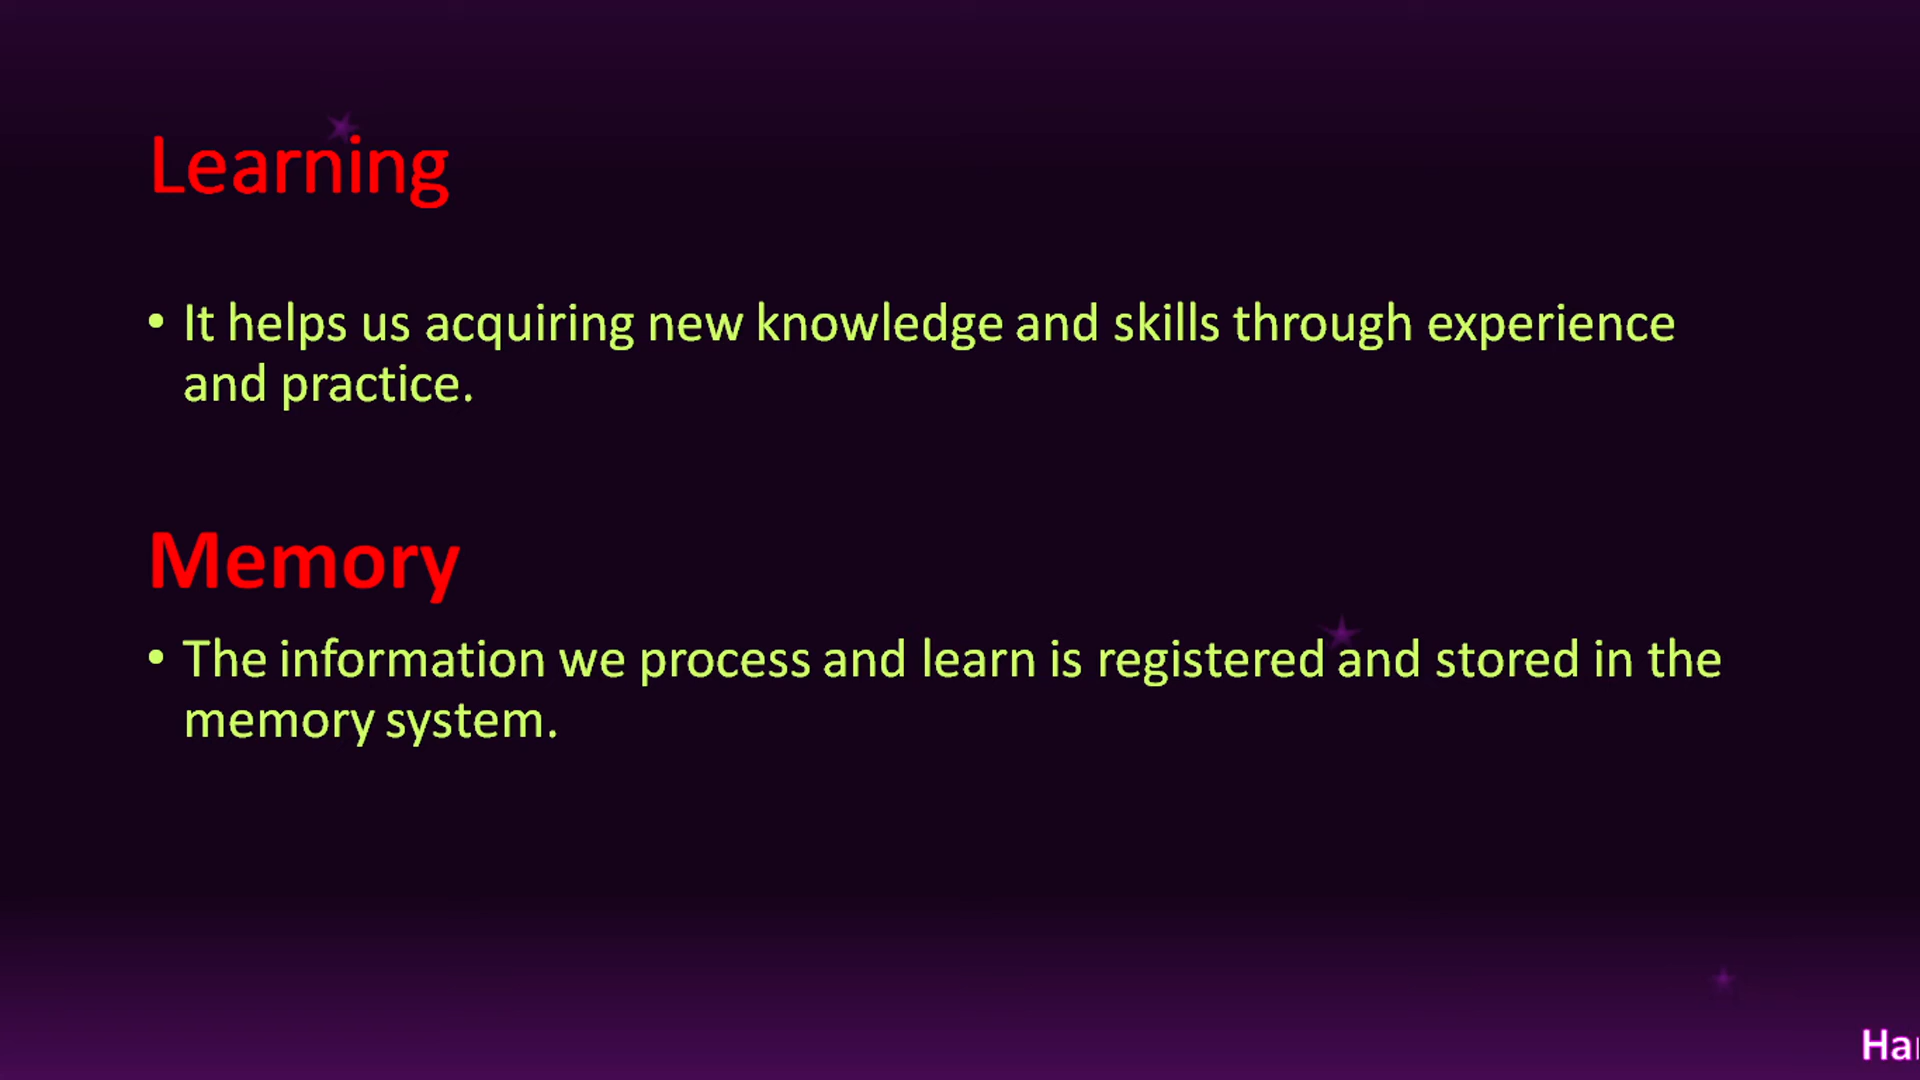 Learning
• It helps us acquiring new knowledge and skills through experience
and practice.
Memory
• The information we process and learn is registered and stored in the
memory system.